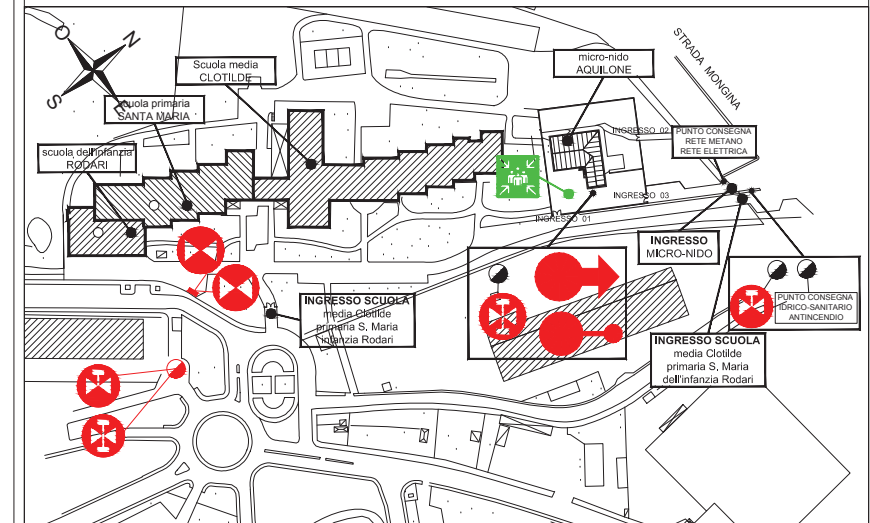 N
E
S
O
Scuola media
CLOTILDE
scuola primaria
SANTA MARIA
scuola dell'infanzia
RODARI
micro-nido
AQUILONE
STRADA MONGINA
INGRESSO 02
PUNTO CONSEGNA
RETE METANO
RETE ELETTRICA
INGRESSO 03
INGRESSO 01
INGRESSO
MICRO-NIDO
INGRESSO SCUOLA
media Clotilde
primaria S. Maria
infanzia Rodari
PUNTO CONSEGNA
IDRICO-SANITARIO
ANTINCENDIO
INGRESSO SCUOLA
media Clotilde
primaria S. Maria
dell'infanzia Rodari